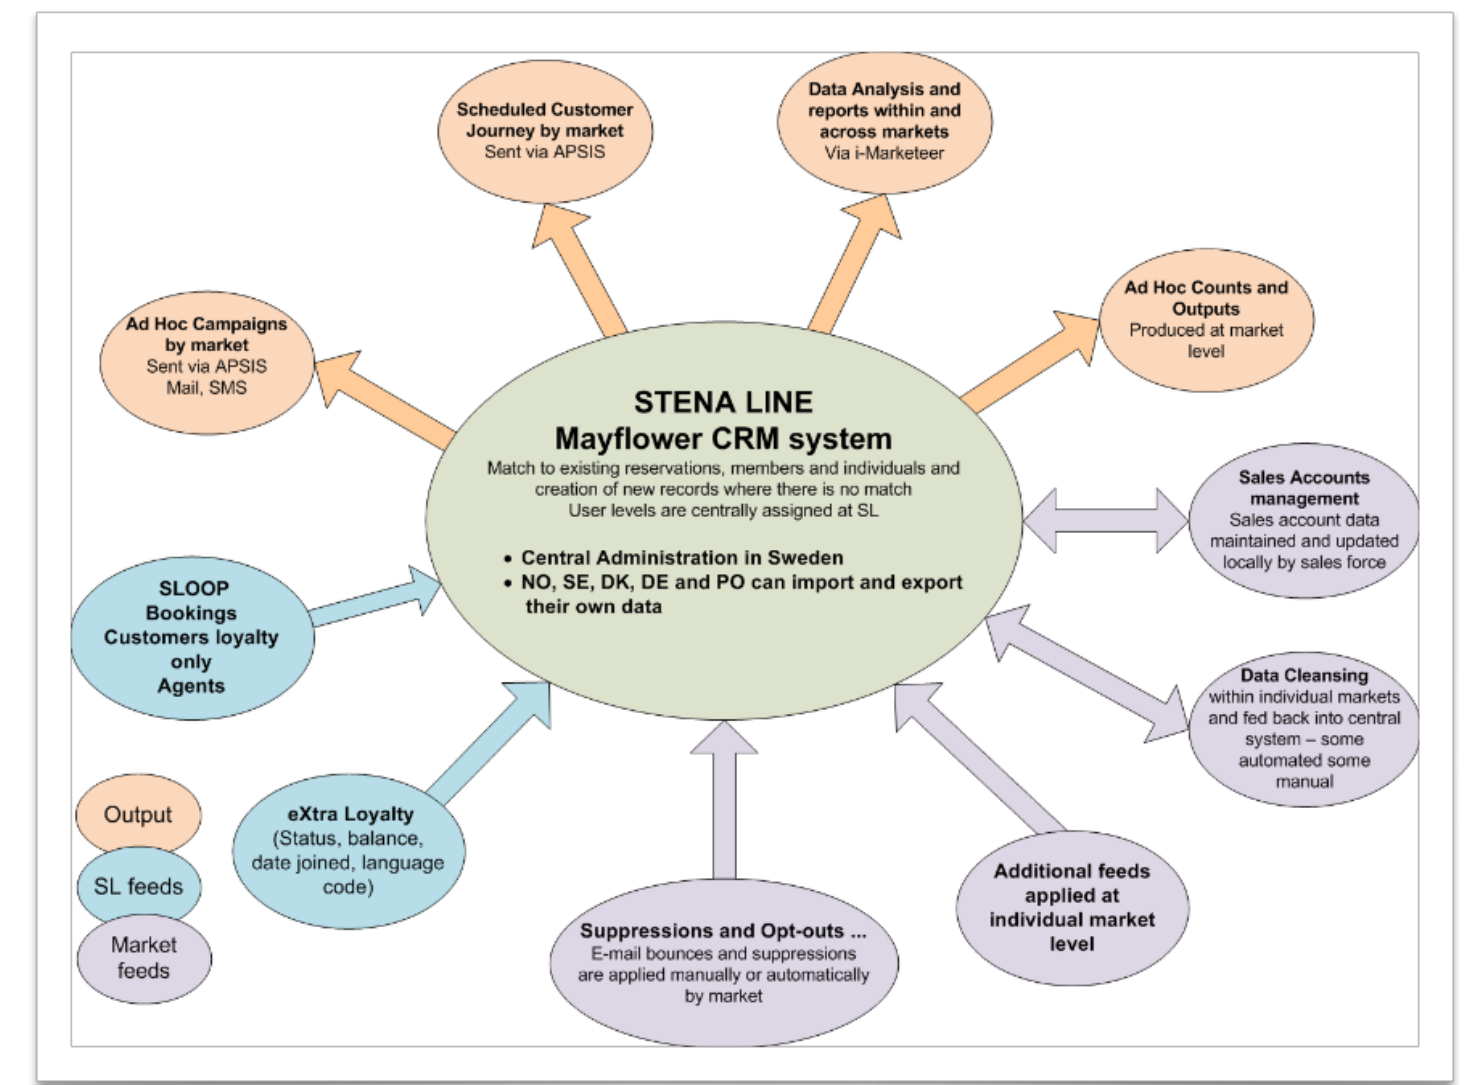 Scheduled Customer
Journey by market
Sent via APSIS
Data Analysis and
reports within and
across markets
Via i-Marketeer
Ad Hoc Campaigns
by market
Sent via APSIS
Mail, SMS
Ad Hoc Counts and
Outputs
Produced at market
level
STENA LINE
Mayflower CRM system
Match to existing reservations, members and individuals and
creation of new records where there is no match
User levels are centrally assigned at SL
• Central Administration in Sweden
• NO, SE, DK, DE and PO can import and export
their own data
Sales Accounts
management
Sales account data
maintained and updated
locally by sales force
SLOOP
Bookings
Customers loyalty
only
Agents
Data Cleansing
within individual markets
and fed back into central
system – some
automated some
manual
eXtra Loyalty
(Status, balance,
date joined, language
code)
Suppressions and Opt-outs ...
E-mail bounces and suppressions
are applied manually or automatically
by market
Additional feeds
applied at
individual market
level
Output
SL feeds
Market
feeds